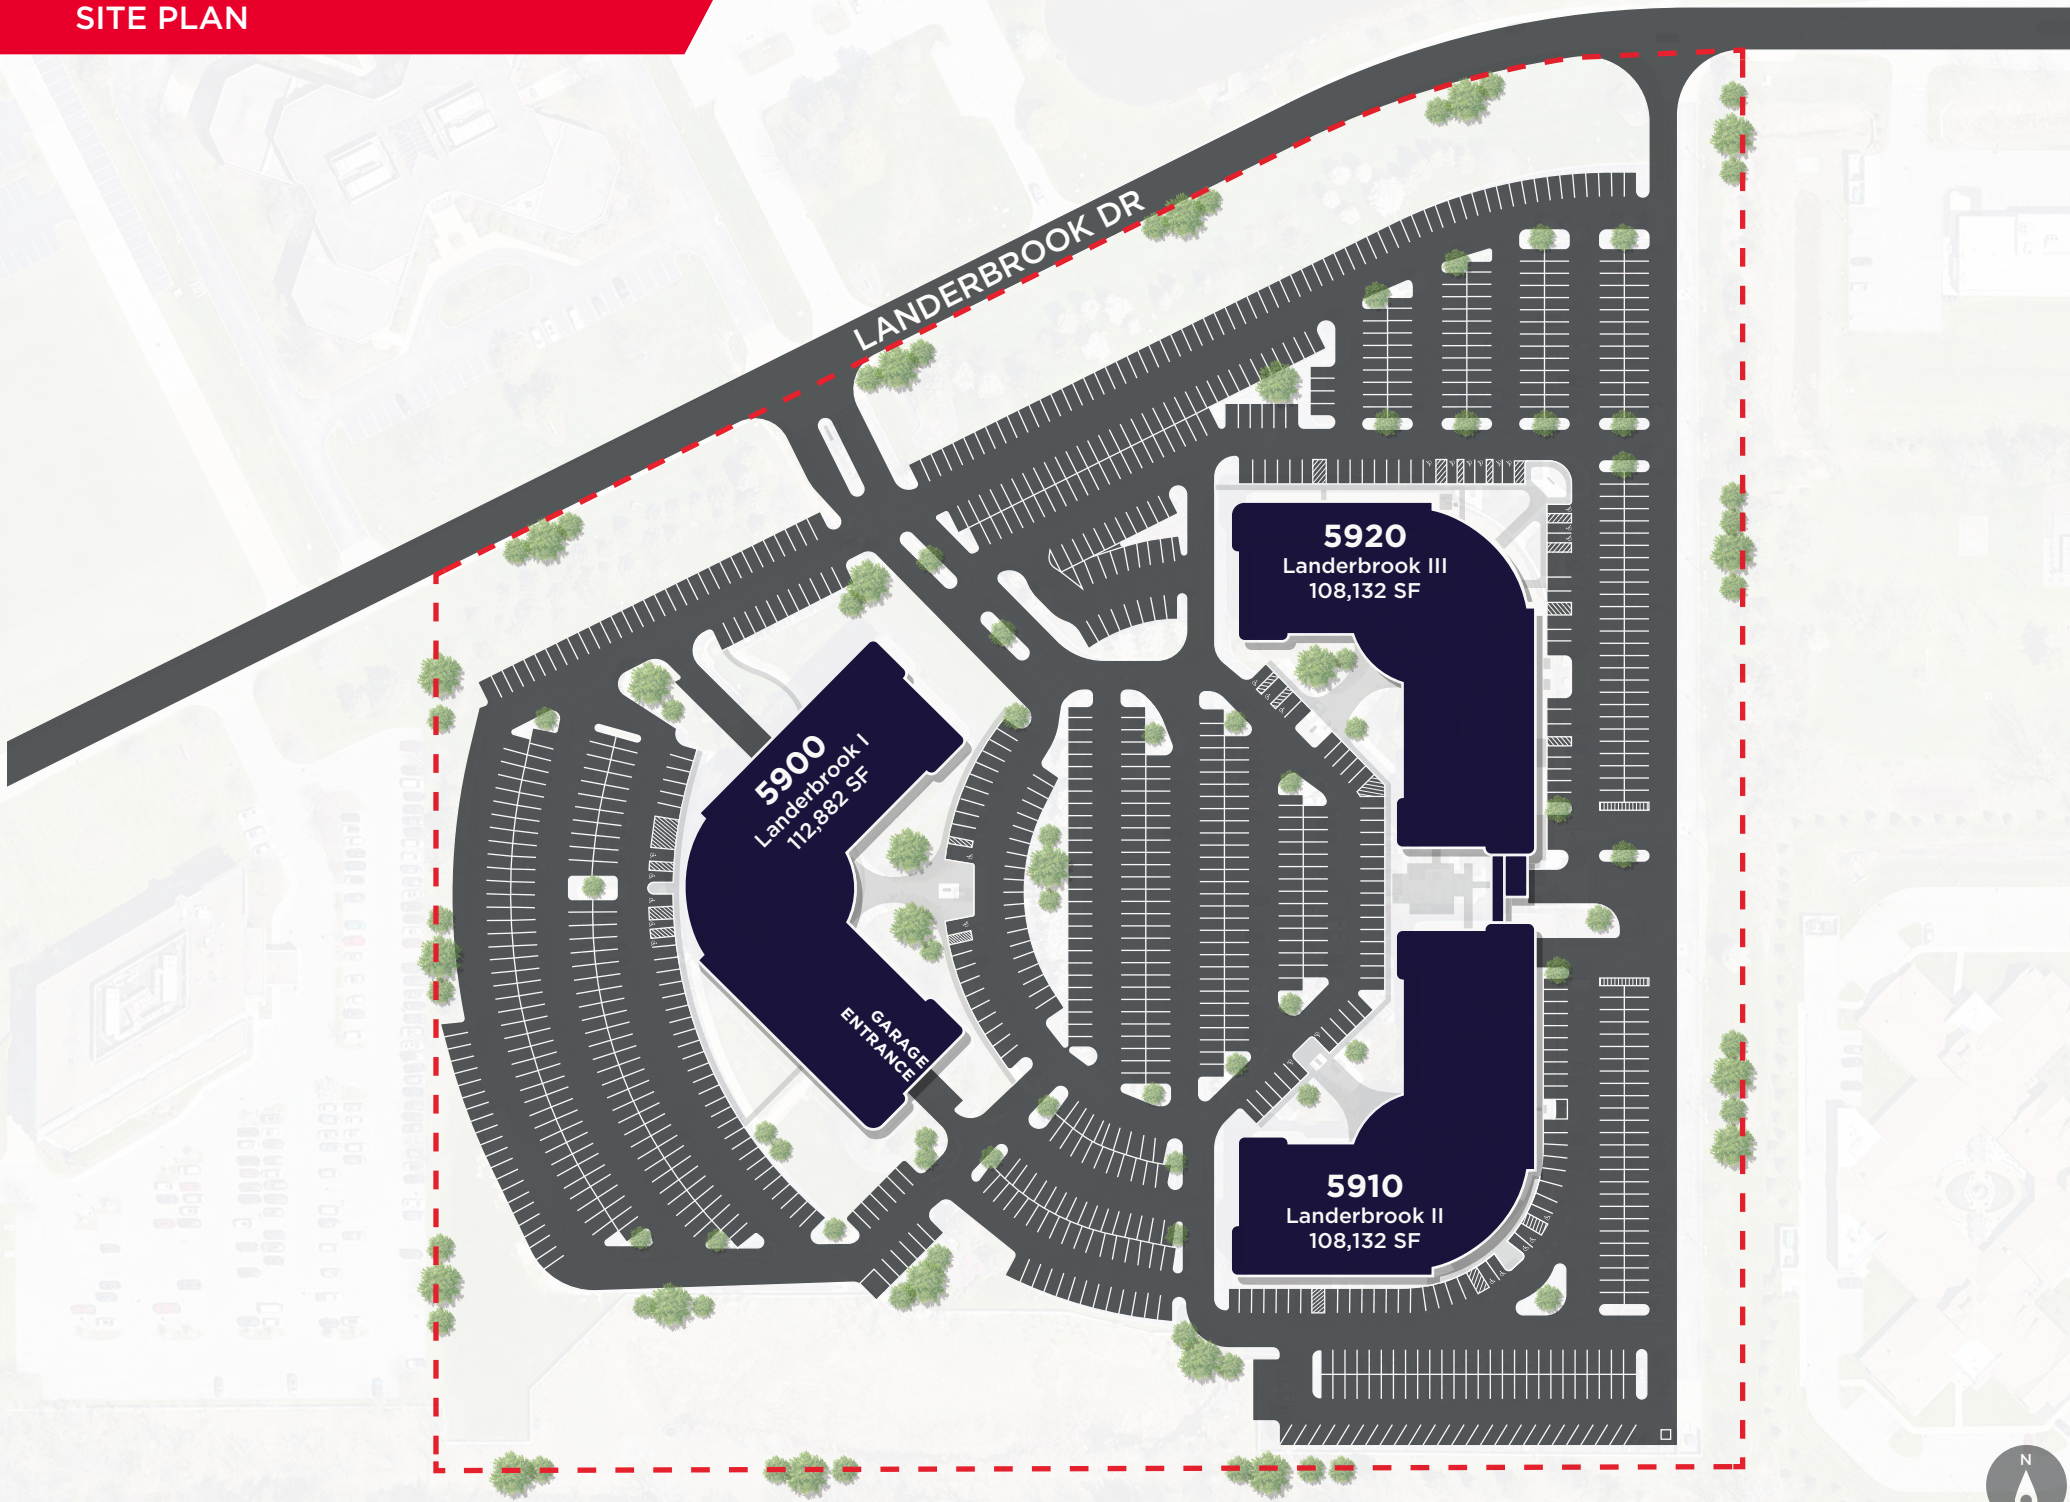 SITE PLAN
LANDERBROOK DR
5920
Landerbrook III
108,132 SF
5900
Landerbrook I
112,882 SF
GARAGE
ENTRANCE
5910
Landerbrook II
108,132 SF
N